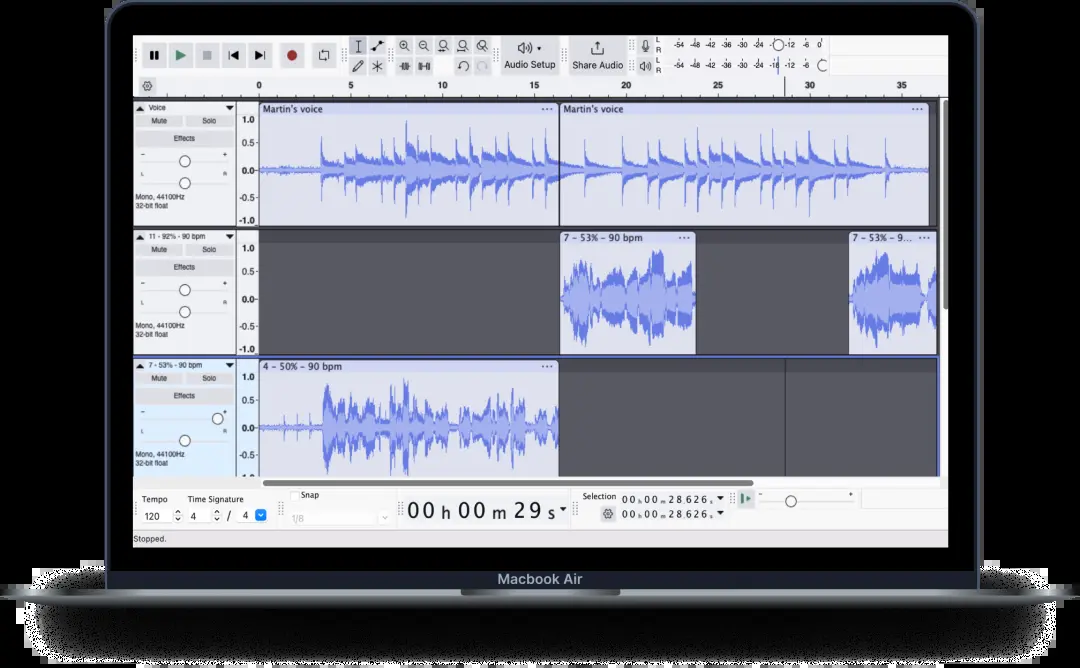 L
R
-54 -48 -42 -36 -30 -24 -12 -6 0
Audio Setup
Share Audio
L
R
-54 -48 -42 -36 -30 -24 -18 -12 -6
0 5 10 15 20 25 30 35
Voice
Mute Solo
Effects
- +
L R
Mono, 44100Hz
32-bit float
1.0
0.5
0.0
-0.5
-1.0
Martin's voice ...
Martin's voice ...
11 - 92% - 90 bpm
Mute Solo
Effects
- +
L R
Mono, 44100Hz
32-bit float
1.0
0.5
0.0
-0.5
-1.0
7 - 53% - 90 bpm ...
7 - 53% - 9... ...
7 - 53% - 90 bpm
Mute Solo
Effects
- +
L R
Mono, 44100Hz
32-bit float
1.0
0.5
0.0
-0.5
4 - 50% - 90 bpm ...
Tempo
120
Time Signature
4 / 4
Snap
1/8
00 h 00 m 29 s
Selection
00 h 00 m 28.626 s
00 h 00 m 28.626 s
- +
Stopped.
Macbook Air